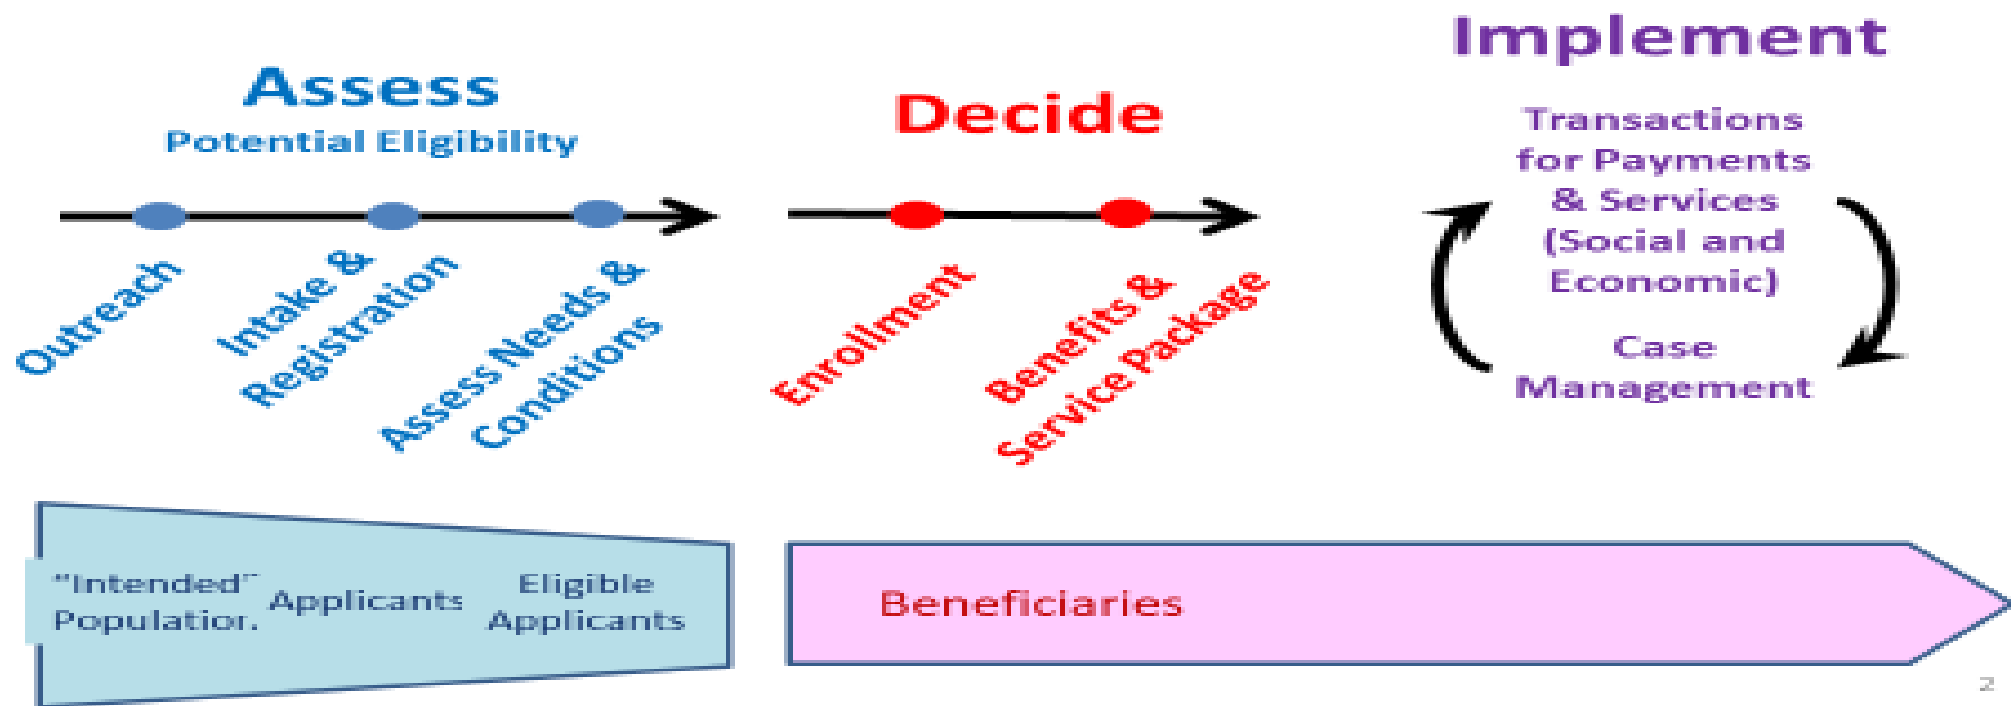 Assess
Potential Eligibility
Outreach
Intake &
Registration
Assess Needs &
Conditions
Decide
Enrollment
Benefits &
Service Package
Implement
Transactions
for Payments
& Services
(Social and
Economic)
Case
Management
"Intended"
Population
Applicants
Eligible
Applicants
Beneficiaries
2